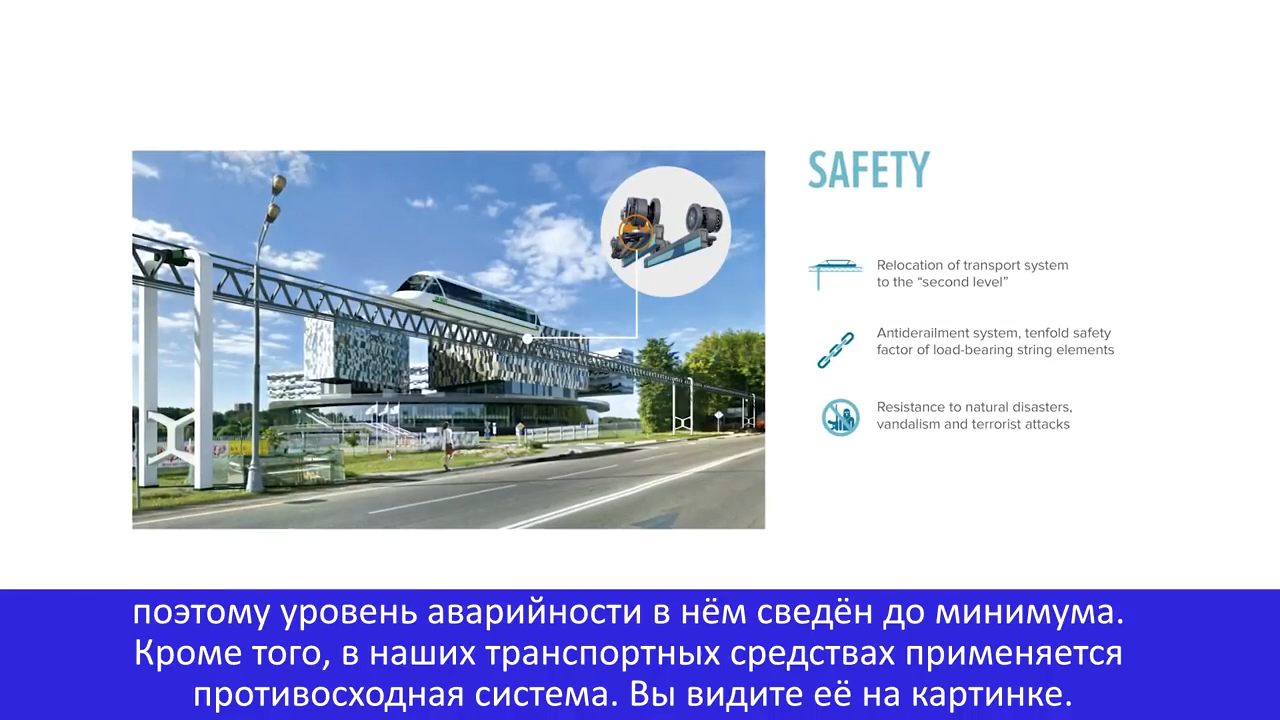 SAFETY
Relocation of transport system
to the “second level”
Antiderailment system, tenfold safety
factor of load-bearing string elements
Resistance to natural disasters,
vandalism and terrorist attacks
поэтому уровень аварийности в нём сведён до минимума.
Кроме того, в наших транспортных средствах применяется
противосходная система. Вы видите её на картинке.